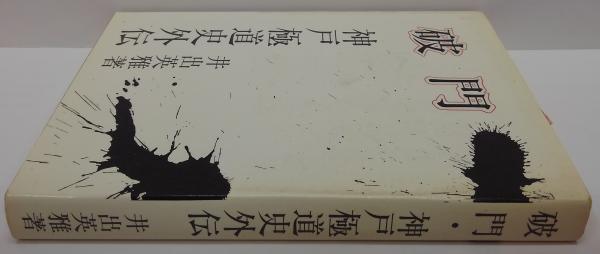 破門
神戸極道史外伝
井出英雅著
破門・神戸極道史外伝 井出英雅著